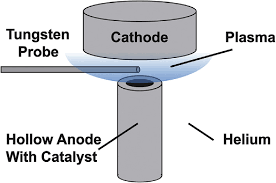 Tungsten
Probe
Cathode
Plasma
Hollow Anode
With Catalyst
Helium